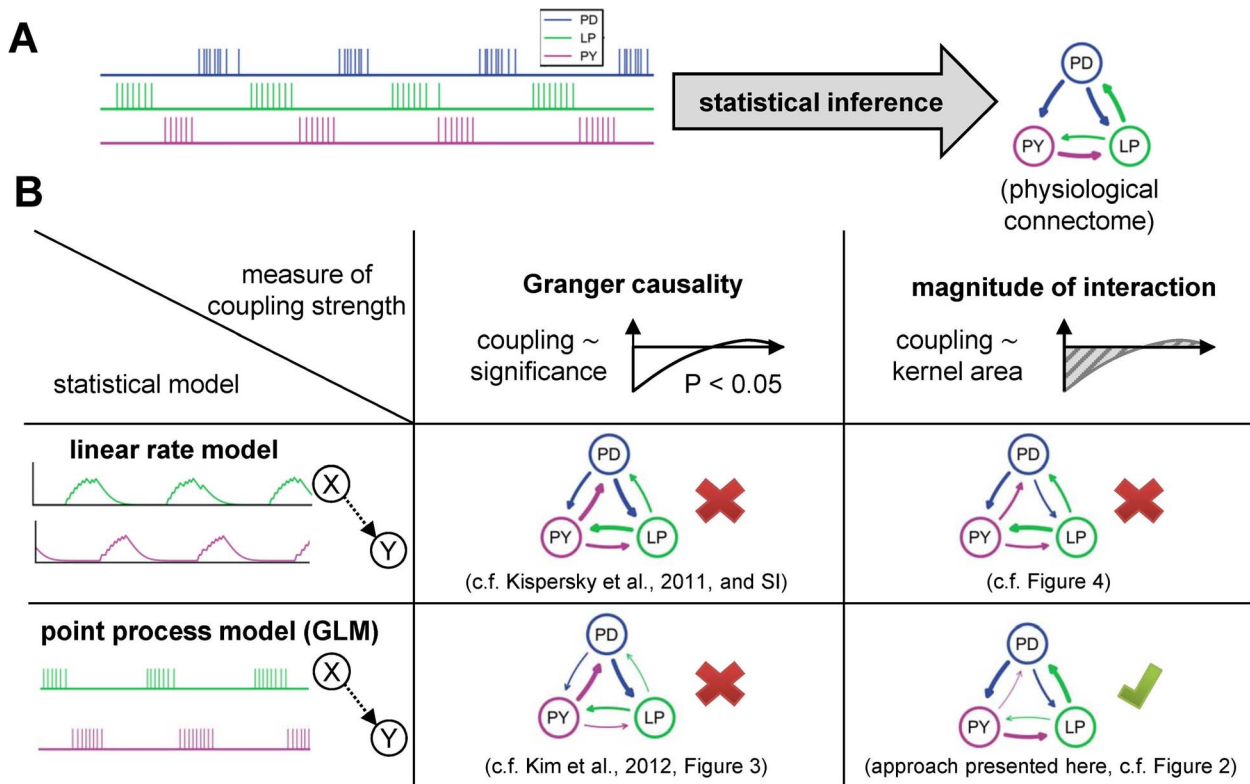 A
PD
LP
PY
statistical inference
PD
PY
LP
(physiological
connectome)
B
measure of
coupling strength
statistical model
Granger causality
coupling ~
significance
P < 0.05
magnitude of interaction
coupling ~
kernel area
linear rate model
X
Y
PD
PY
LP
(c.f. Kispersky et al., 2011, and SI)
PD
PY
LP
(c.f. Figure 4)
point process model (GLM)
X
Y
PD
PY
LP
(c.f. Kim et al., 2012, Figure 3)
PD
PY
LP
(approach presented here, c.f. Figure 2)